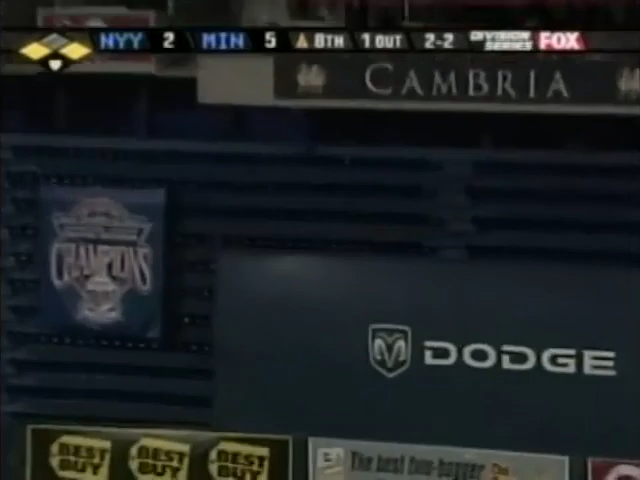 NYY 2 MIN 5 8TH 1 OUT 2-2 DIVISION SERIES FOX
CAMBRIA
CHAMPIONS
DODGE
BEST BUY BEST BUY BEST BUY
The best two-bagger